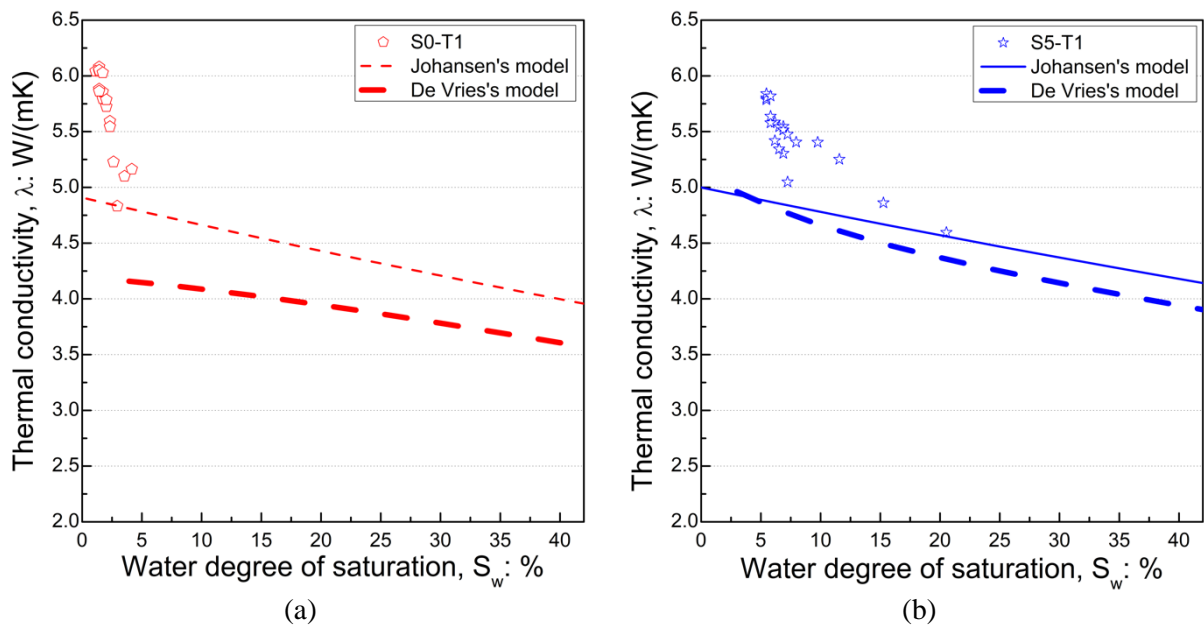 6.5
6.0
5.5
5.0
4.5
4.0
3.5
3.0
2.5
2.0
Thermal conductivity, λ: W/(mK)
S0-T1
Johansen's model
De Vries's model
0 5 10 15 20 25 30 35 40
Water degree of saturation, Sw: %
(a)
6.5
6.0
5.5
5.0
4.5
4.0
3.5
3.0
2.5
2.0
Thermal conductivity, λ: W/(mK)
S5-T1
Johansen's model
De Vries's model
0 5 10 15 20 25 30 35 40
Water degree of saturation, Sw: %
(b)